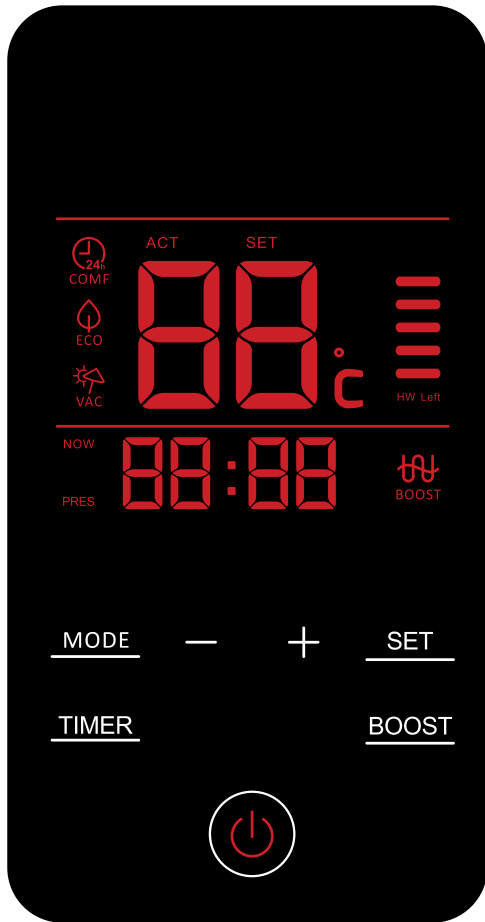 ACT SET
24h
COMF
88°C
ECO
VAC
HW Left
NOW
88:88
PRES
BOOST
MODE − + SET
TIMER BOOST